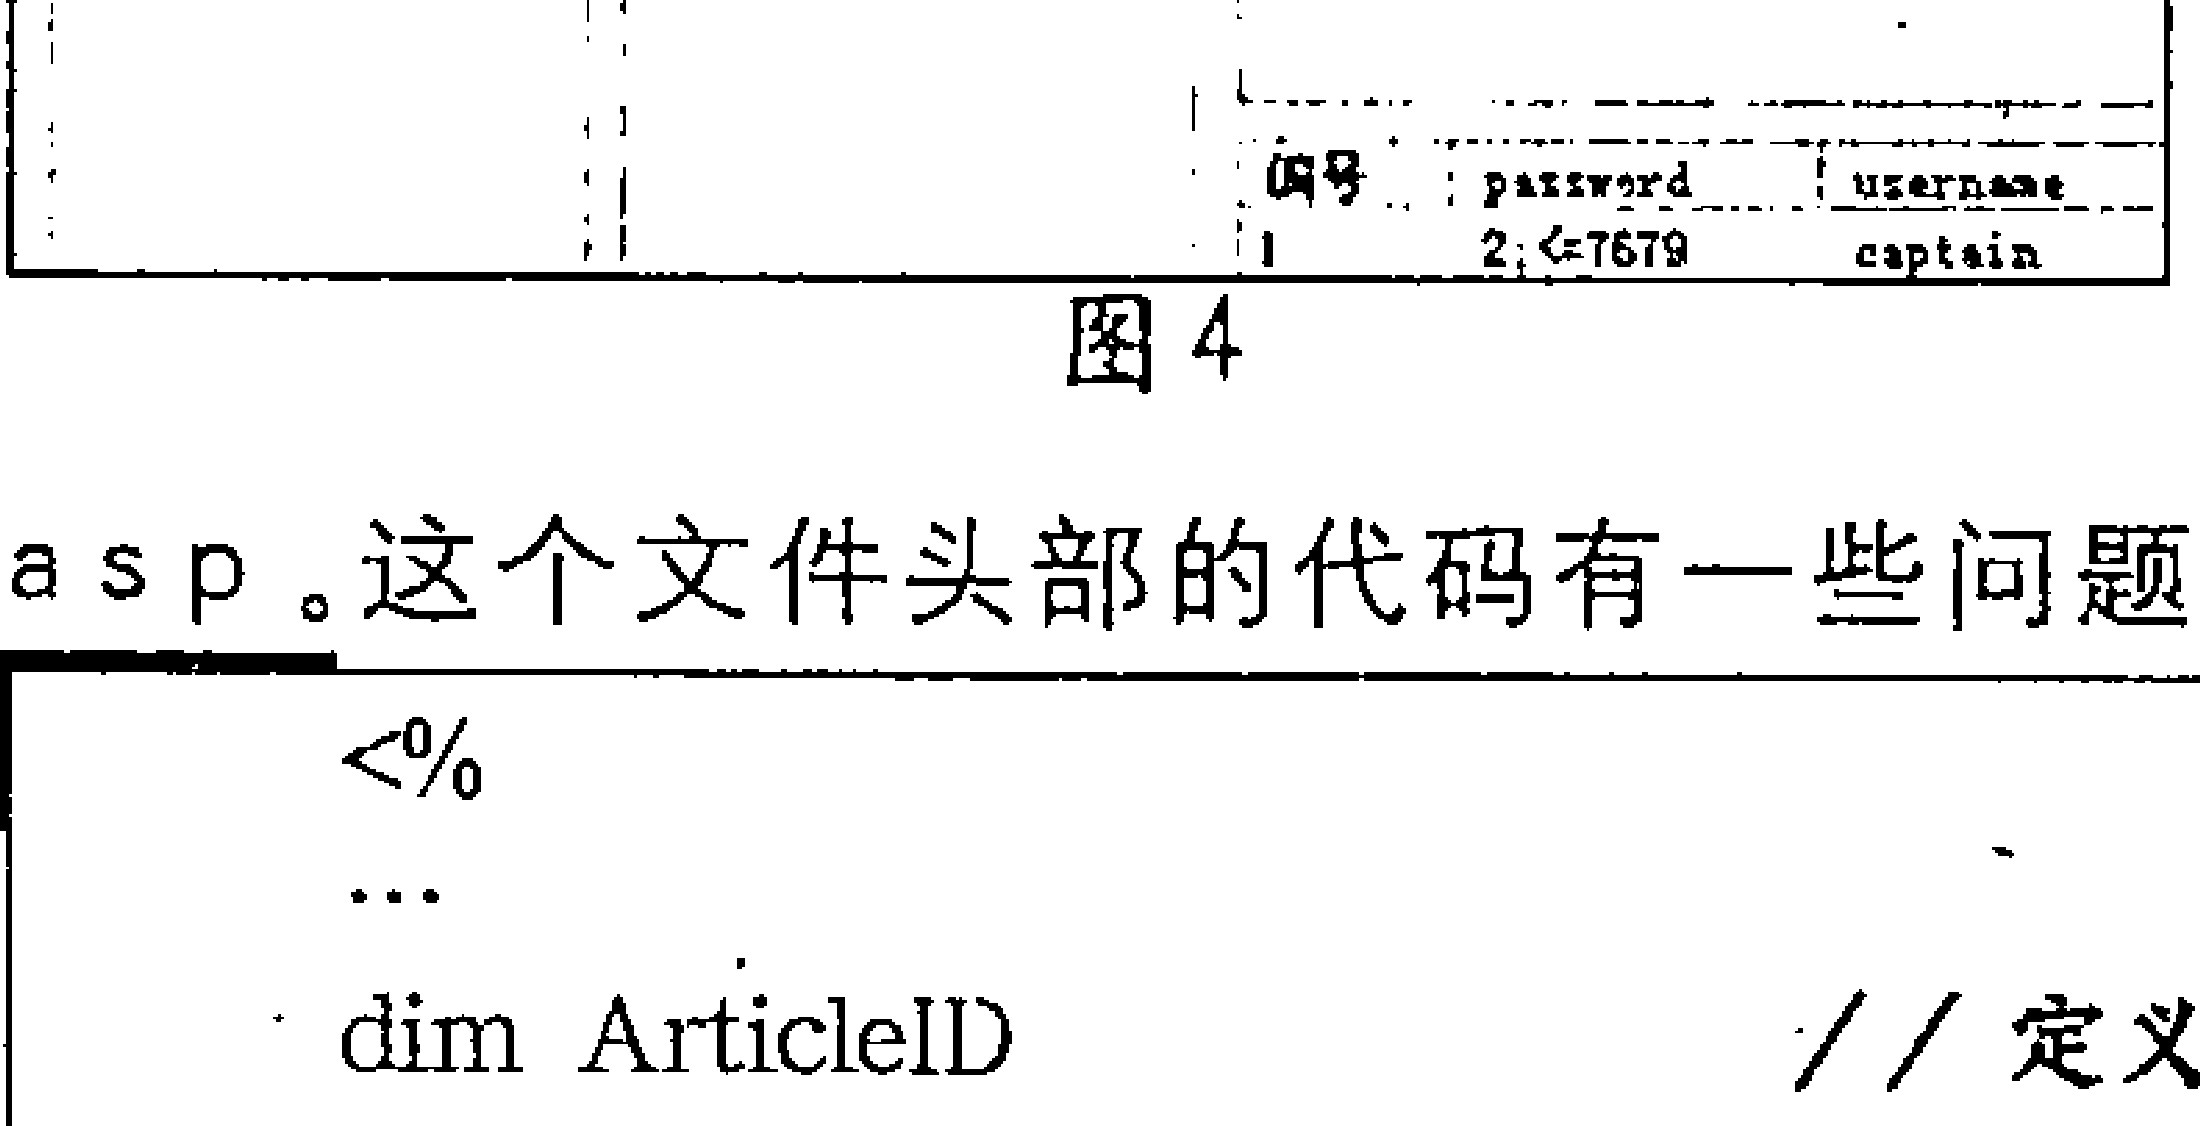 编号 password username
1 2;<=7679 captain
图 4
asp。这个文件头部的代码有一些问题
<%
...
dim ArticleID // 定义